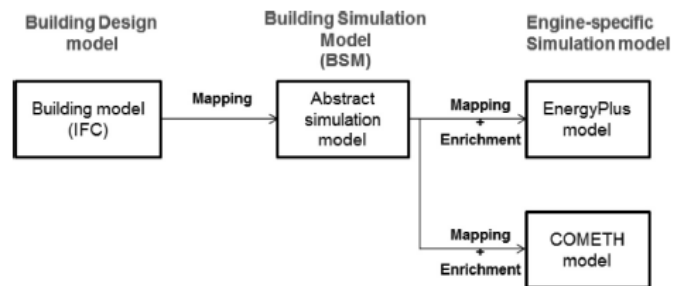 Building Design
model
Building Simulation
Model
(BSM)
Engine-specific
Simulation model
Building model
(IFC)
Mapping
Abstract
simulation
model
Mapping
+
Enrichment
EnergyPlus
model
Mapping
+
Enrichment
COMETH
model